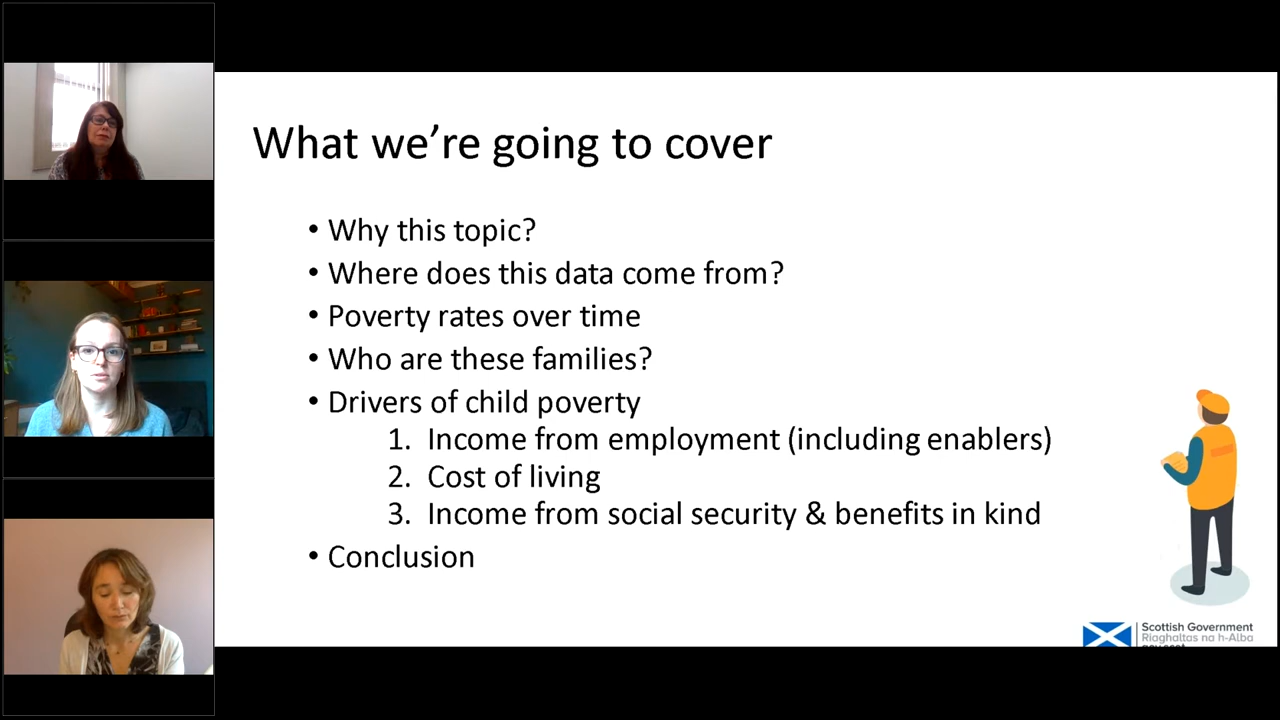 What we’re going to cover
• Why this topic?
• Where does this data come from?
• Poverty rates over time
• Who are these families?
• Drivers of child poverty
1. Income from employment (including enablers)
2. Cost of living
3. Income from social security & benefits in kind
• Conclusion
Scottish Government
Riaghaltas na h-Alba